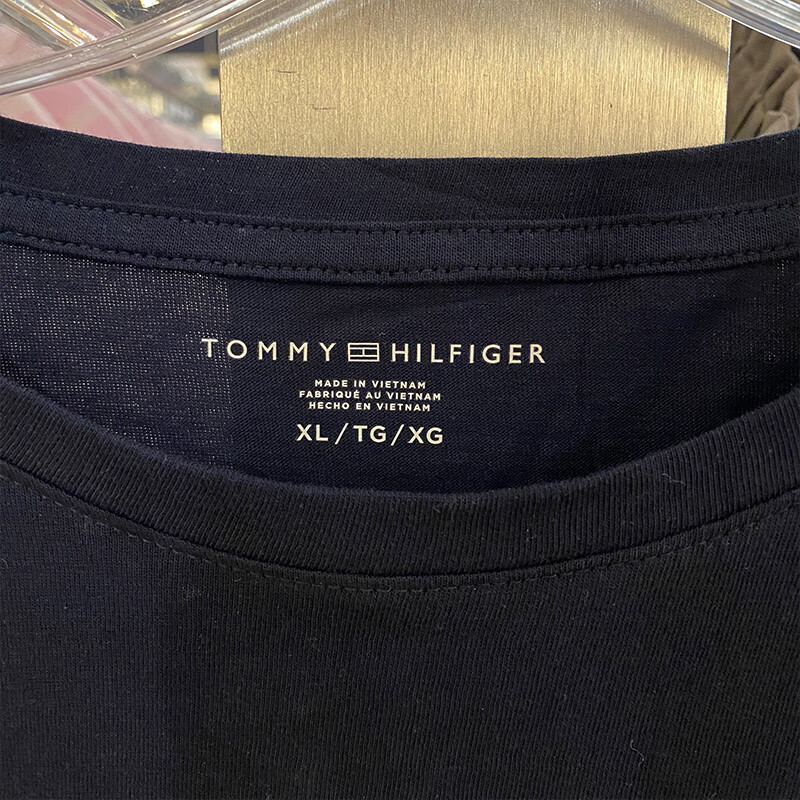 TOMMY HILFIGER
MADE IN VIETNAM
FABRIQUÉ AU VIETNAM
HECHO EN VIETNAM
XL/TG/XG